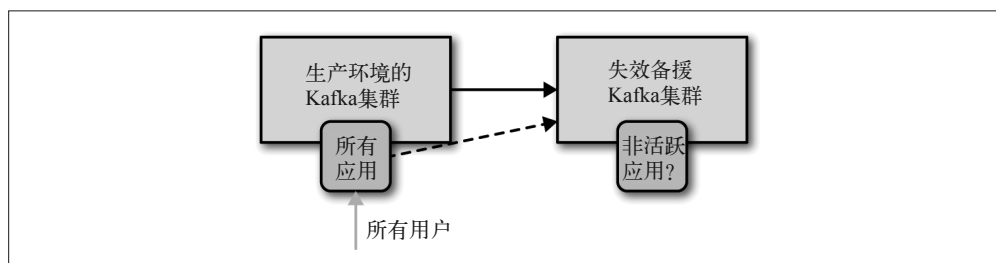 生产环境的
Kafka集群
失效备援
Kafka集群
所有
应用
非活跃
应用?
所有用户